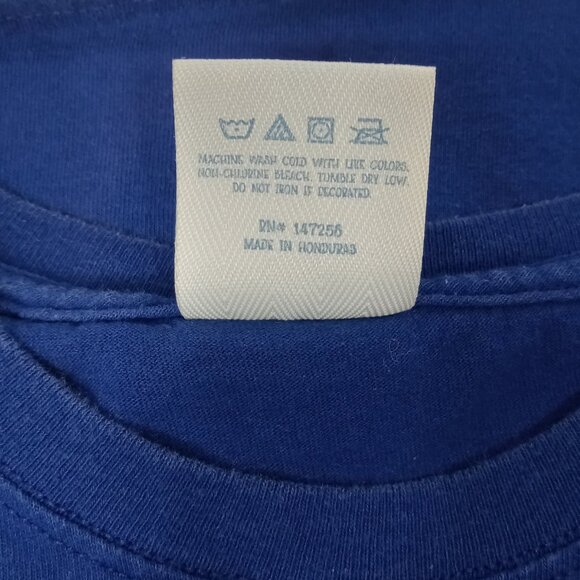 MACHINE WASH COLD WITH LIKE COLORS.
NON-CHLORINE BLEACH. TUMBLE DRY LOW.
DO NOT IRON IF DECORATED.
RN# 147256
MADE IN HONDURAS